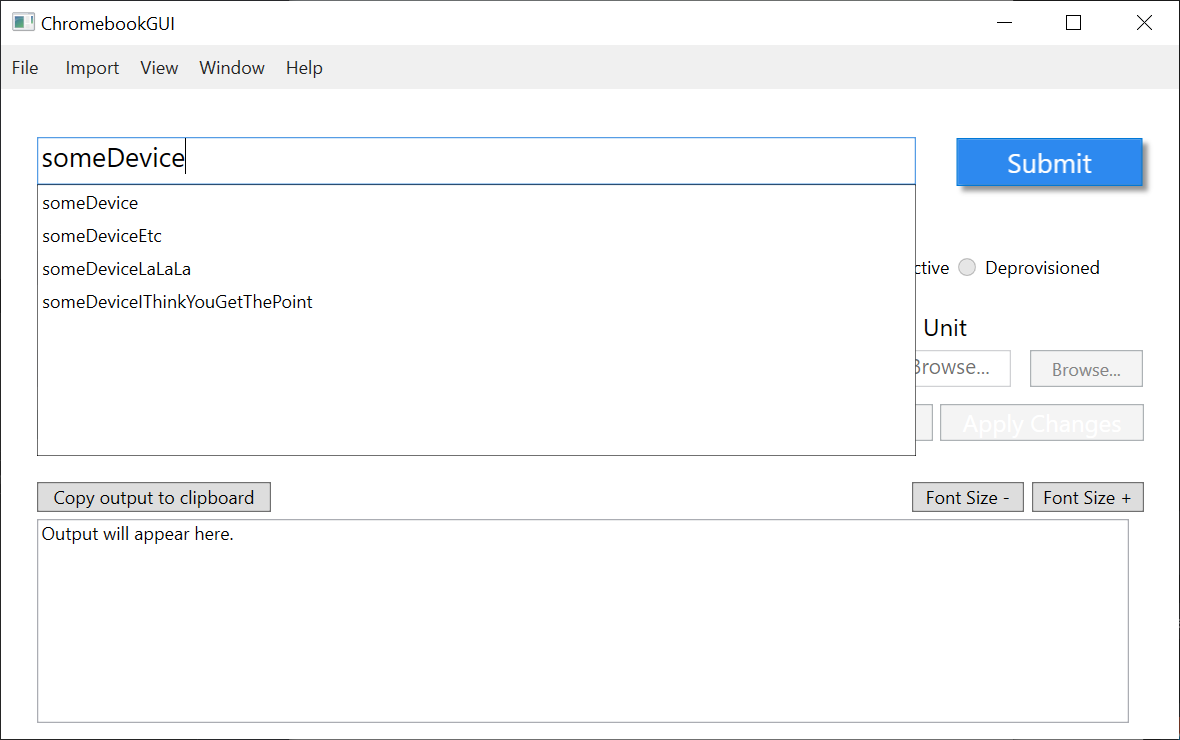 ChromebookGUI
File Import View Window Help
someDevice
Submit
someDevice
someDeviceEtc
someDeviceLaLaLa
someDeviceIThinkYouGetThePoint
ctive Deprovisioned
Unit
Browse... Browse...
Apply Changes
Copy output to clipboard Font Size - Font Size +
Output will appear here.